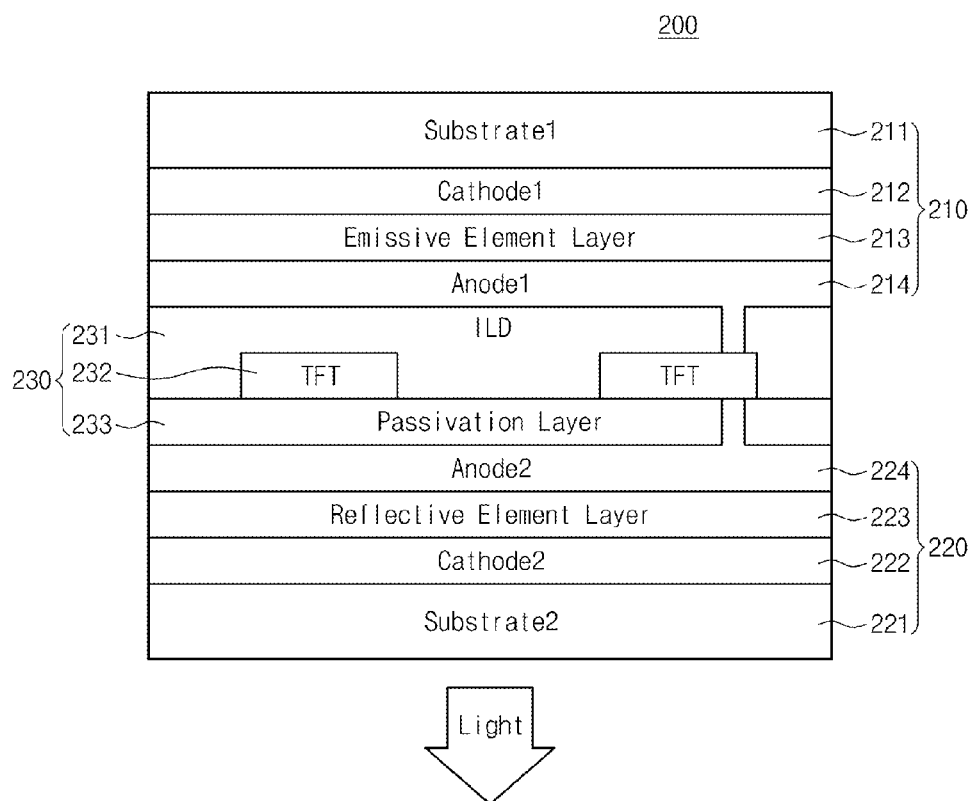 200
Substrate1 211
Cathode1 212
210
Emissive Element Layer 213
Anode1 214
231 ILD
230 232 TFT TFT
233 Passivation Layer
Anode2 224
Reflective Element Layer 223
220
Cathode2 222
Substrate2 221
Light